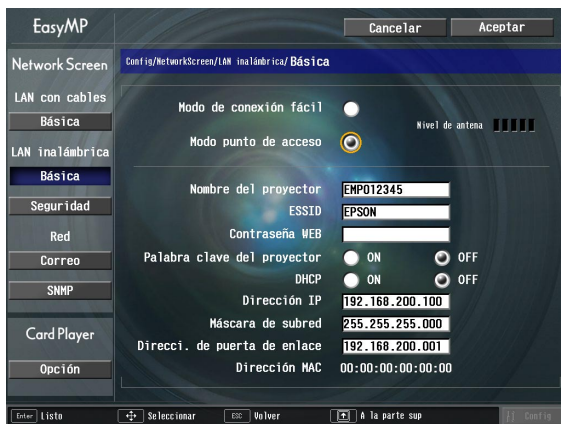 EasyMP
Cancelar
Aceptar
Network Screen
Config/NetworkScreen/LAN inalánbrica/Básica
LAN con cables
Básica
LAN inalámbrica
Básica
Seguridad
Red
Correo
SNMP
Card Player
Opción
Modo de conexión fácil
Nivel de antena
Modo punto de acceso
Nombre del proyector EMP012345
ESSID EPSON
Contraseña WEB
Palabra clave del proyector ON OFF
DHCP ON OFF
Dirección IP 192.168.200.100
Máscara de subred 255.255.255.000
Direcci. de puerta de enlace 192.168.200.001
Dirección MAC 00:00:00:00:00:00
Enter Listo Seleccionar ESC Volver A la parte sup Config